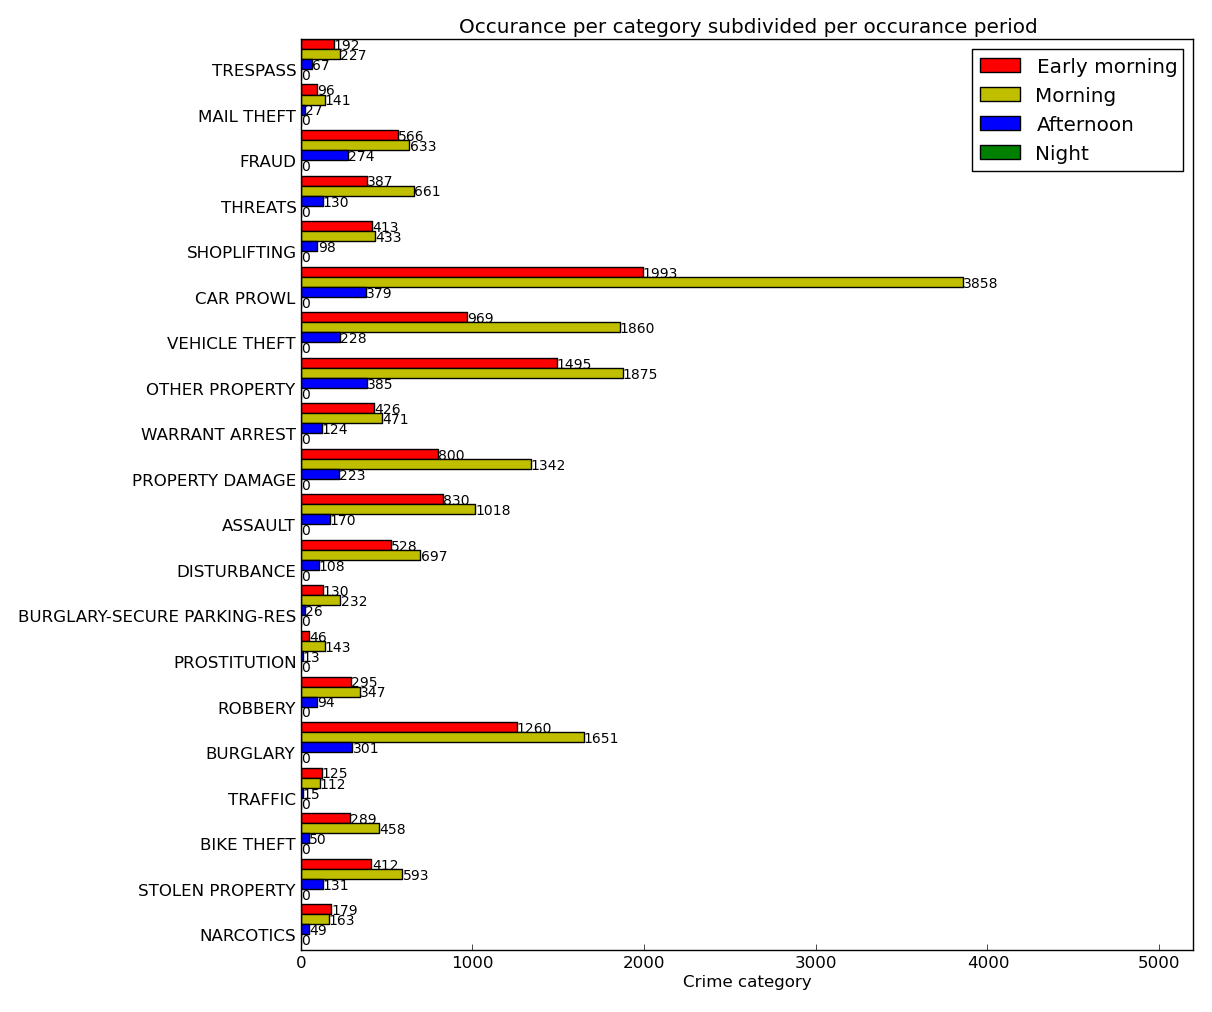 Occurance per category subdivided per occurance period
Early morning
Morning
Afternoon
Night
192
227
67
TRESPASS
0
96
141
27
MAIL THEFT
0
566
633
274
FRAUD
0
387
661
130
THREATS
0
413
433
98
SHOPLIFTING
0
1993
3858
379
CAR PROWL
0
969
1860
228
VEHICLE THEFT
0
1495
1875
385
OTHER PROPERTY
0
426
471
124
WARRANT ARREST
0
800
1342
223
PROPERTY DAMAGE
0
830
1018
170
ASSAULT
0
528
697
108
DISTURBANCE
0
130
232
26
BURGLARY-SECURE PARKING-RES
0
46
143
13
PROSTITUTION
0
295
347
94
ROBBERY
0
1260
1651
301
BURGLARY
0
125
112
15
TRAFFIC
0
289
458
50
BIKE THEFT
0
412
593
131
STOLEN PROPERTY
0
179
163
49
NARCOTICS
0
0 1000 2000 3000 4000 5000
Crime category